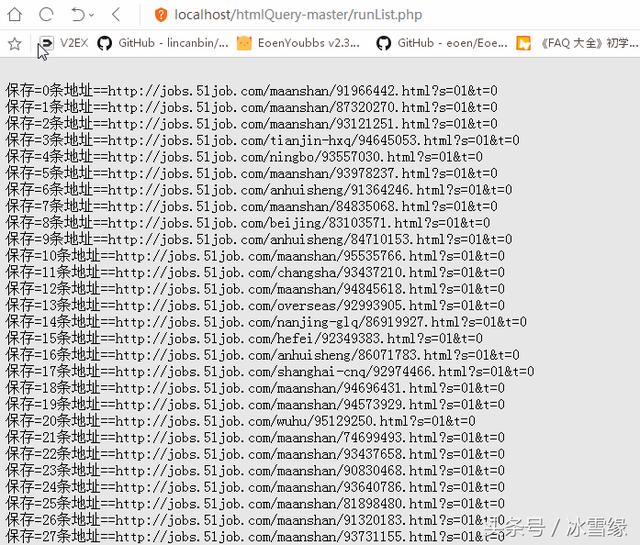 localhost/htmlQuery-master/runList.php
V2EX GitHub - lincanbin/... EoenYoubbs v2.3... GitHub - eoen/Eoe... 《FAQ 大全》初学...
保存=0条地址==http://jobs.51job.com/maanshan/91966442.html?s=01&t=0
保存=1条地址==http://jobs.51job.com/maanshan/87320270.html?s=01&t=0
保存=2条地址==http://jobs.51job.com/maanshan/93121251.html?s=01&t=0
保存=3条地址==http://jobs.51job.com/tianjin-hxq/94645053.html?s=01&t=0
保存=4条地址==http://jobs.51job.com/ningbo/93557030.html?s=01&t=0
保存=5条地址==http://jobs.51job.com/maanshan/93978237.html?s=01&t=0
保存=6条地址==http://jobs.51job.com/anhuisheng/91364246.html?s=01&t=0
保存=7条地址==http://jobs.51job.com/maanshan/84835068.html?s=01&t=0
保存=8条地址==http://jobs.51job.com/beijing/83103571.html?s=01&t=0
保存=9条地址==http://jobs.51job.com/anhuisheng/84710153.html?s=01&t=0
保存=10条地址==http://jobs.51job.com/maanshan/95535766.html?s=01&t=0
保存=11条地址==http://jobs.51job.com/changsha/93437210.html?s=01&t=0
保存=12条地址==http://jobs.51job.com/maanshan/94845618.html?s=01&t=0
保存=13条地址==http://jobs.51job.com/overseas/92993905.html?s=01&t=0
保存=14条地址==http://jobs.51job.com/nanjing-glq/86919927.html?s=01&t=0
保存=15条地址==http://jobs.51job.com/hefei/92349383.html?s=01&t=0
保存=16条地址==http://jobs.51job.com/anhuisheng/86071783.html?s=01&t=0
保存=17条地址==http://jobs.51job.com/shanghai-cnq/92974466.html?s=01&t=0
保存=18条地址==http://jobs.51job.com/maanshan/94696431.html?s=01&t=0
保存=19条地址==http://jobs.51job.com/maanshan/94573929.html?s=01&t=0
保存=20条地址==http://jobs.51job.com/wuhu/95129250.html?s=01&t=0
保存=21条地址==http://jobs.51job.com/maanshan/74699493.html?s=01&t=0
保存=22条地址==http://jobs.51job.com/maanshan/93437658.html?s=01&t=0
保存=23条地址==http://jobs.51job.com/maanshan/90830468.html?s=01&t=0
保存=24条地址==http://jobs.51job.com/maanshan/93640786.html?s=01&t=0
保存=25条地址==http://jobs.51job.com/maanshan/81898480.html?s=01&t=0
保存=26条地址==http://jobs.51job.com/maanshan/91320183.html?s=01&t=0
保存=27条地址==http://jobs.51job.com/maanshan/93731155.html?s=01&t=0
头条号 / 冰雪缘